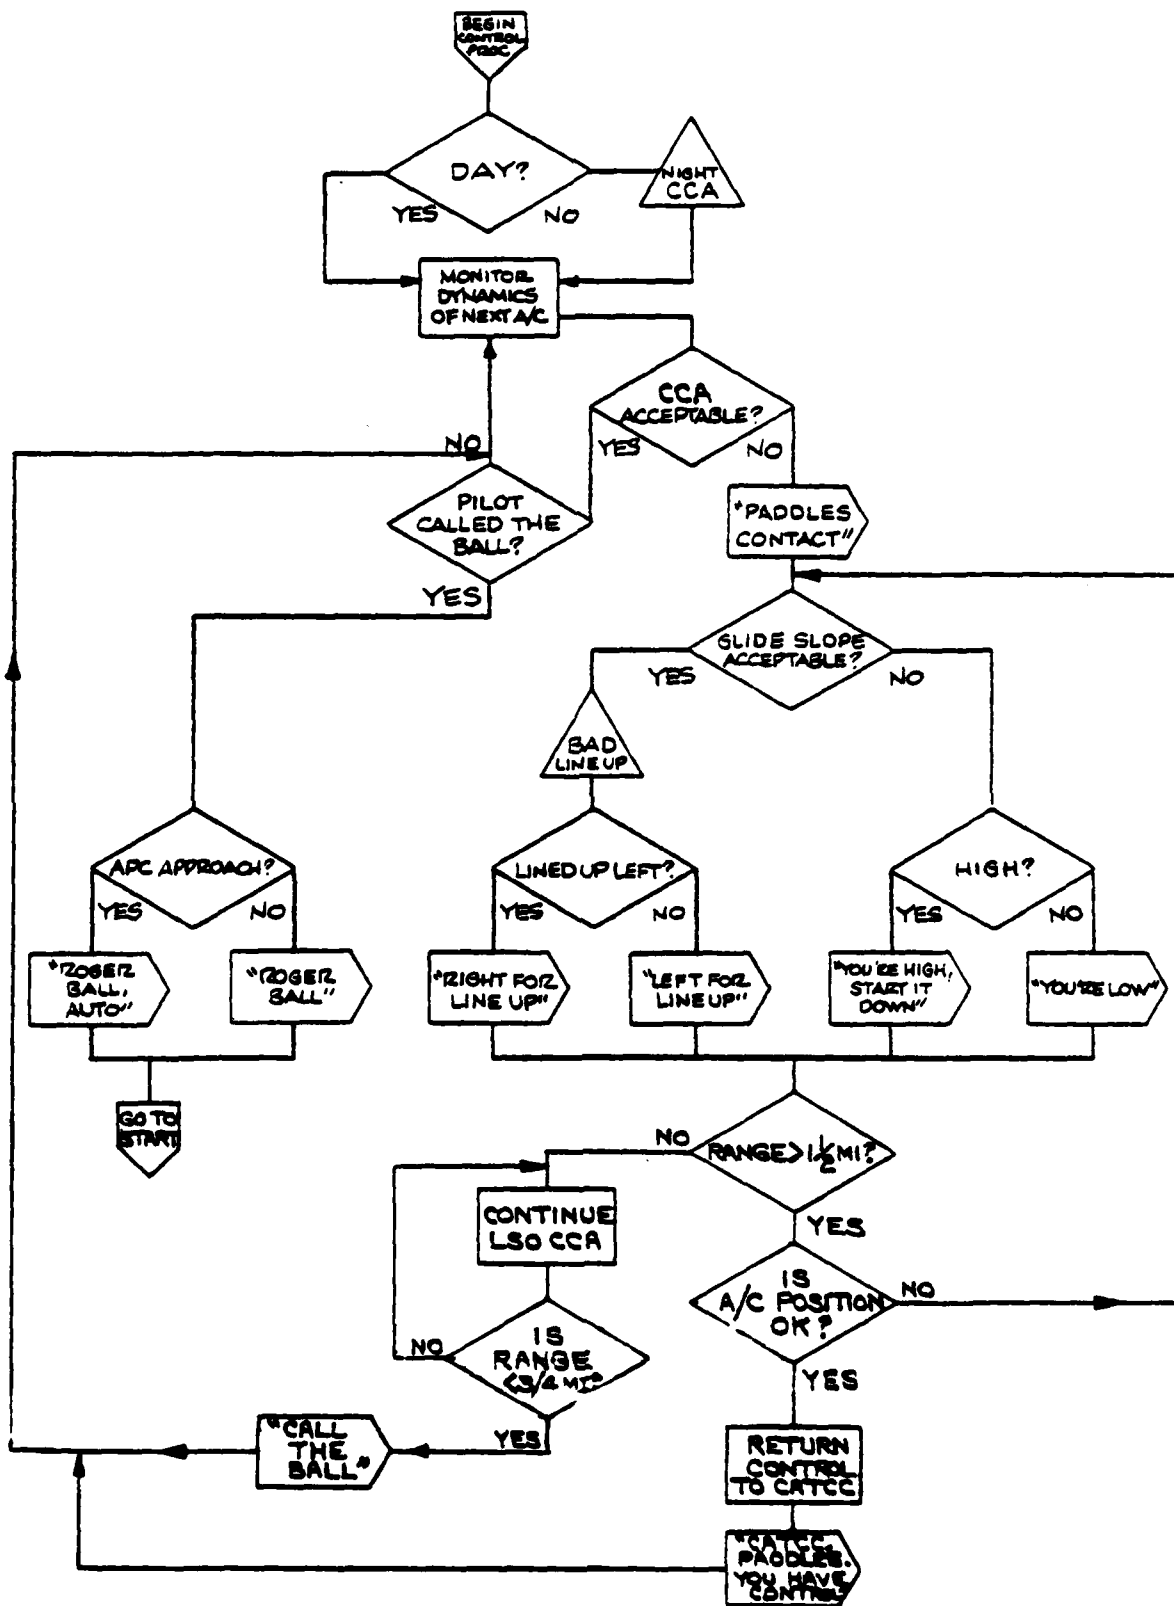 BEGIN
CONTROL
PROC
DAY?
YES
NO
NIGHT
CCA
MONITOR
DYNAMICS
OF NEXT A/C
CCA
ACCEPTABLE?
YES
NO
NO
PILOT
CALLED THE
BALL?
YES
"PADDLES
CONTACT"
GLIDE SLOPE
ACCEPTABLE?
YES
NO
BAD
LINE UP
APC APPROACH?
YES
NO
LINED UP LEFT?
YES
NO
HIGH?
YES
NO
"ROGER
BALL,
AUTO"
"ROGER
BALL"
"RIGHT FOR
LINE UP"
"LEFT FOR
LINE UP"
"YOU'RE HIGH,
START IT
DOWN"
"YOU'RE LOW"
GO TO
START
RANGE > 1 1/2 MI?
NO
YES
CONTINUE
LSO CCA
IS
A/C POSITION
OK?
NO
YES
IS
RANGE
<3/4 MI?
NO
YES
"CALL
THE
BALL"
RETURN
CONTROL
TO CATCC
"CATCC,
PADDLES.
YOU HAVE
CONTROL"